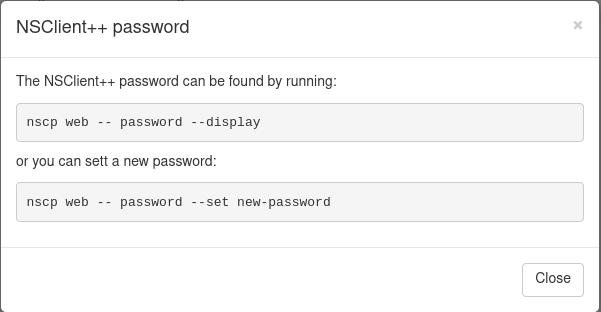 NSClient++ password
×
The NSClient++ password can be found by running:
nscp web -- password --display
or you can sett a new password:
nscp web -- password --set new-password
Close